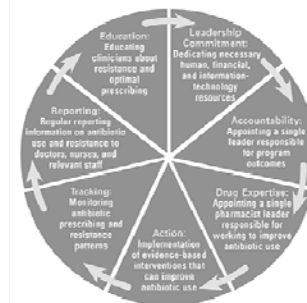 Leadership
Commitment:
Dedicating necessary
human, financial,
and information-
technology
resources
Accountability:
Appointing a single
leader responsible
for program
outcomes
Drug Expertise:
Appointing a single
pharmacist leader
responsible for
working to improve
antibiotic use
Action:
Implementation
of evidence-based
interventions that
can improve
antibiotic use
Tracking:
Monitoring
antibiotic
prescribing and
resistance
patterns
Reporting:
Regular reporting
information on antibiotic
use and resistance to
doctors, nurses, and
relevant staff
Education:
Educating
clinicians about
resistance and
optimal
prescribing